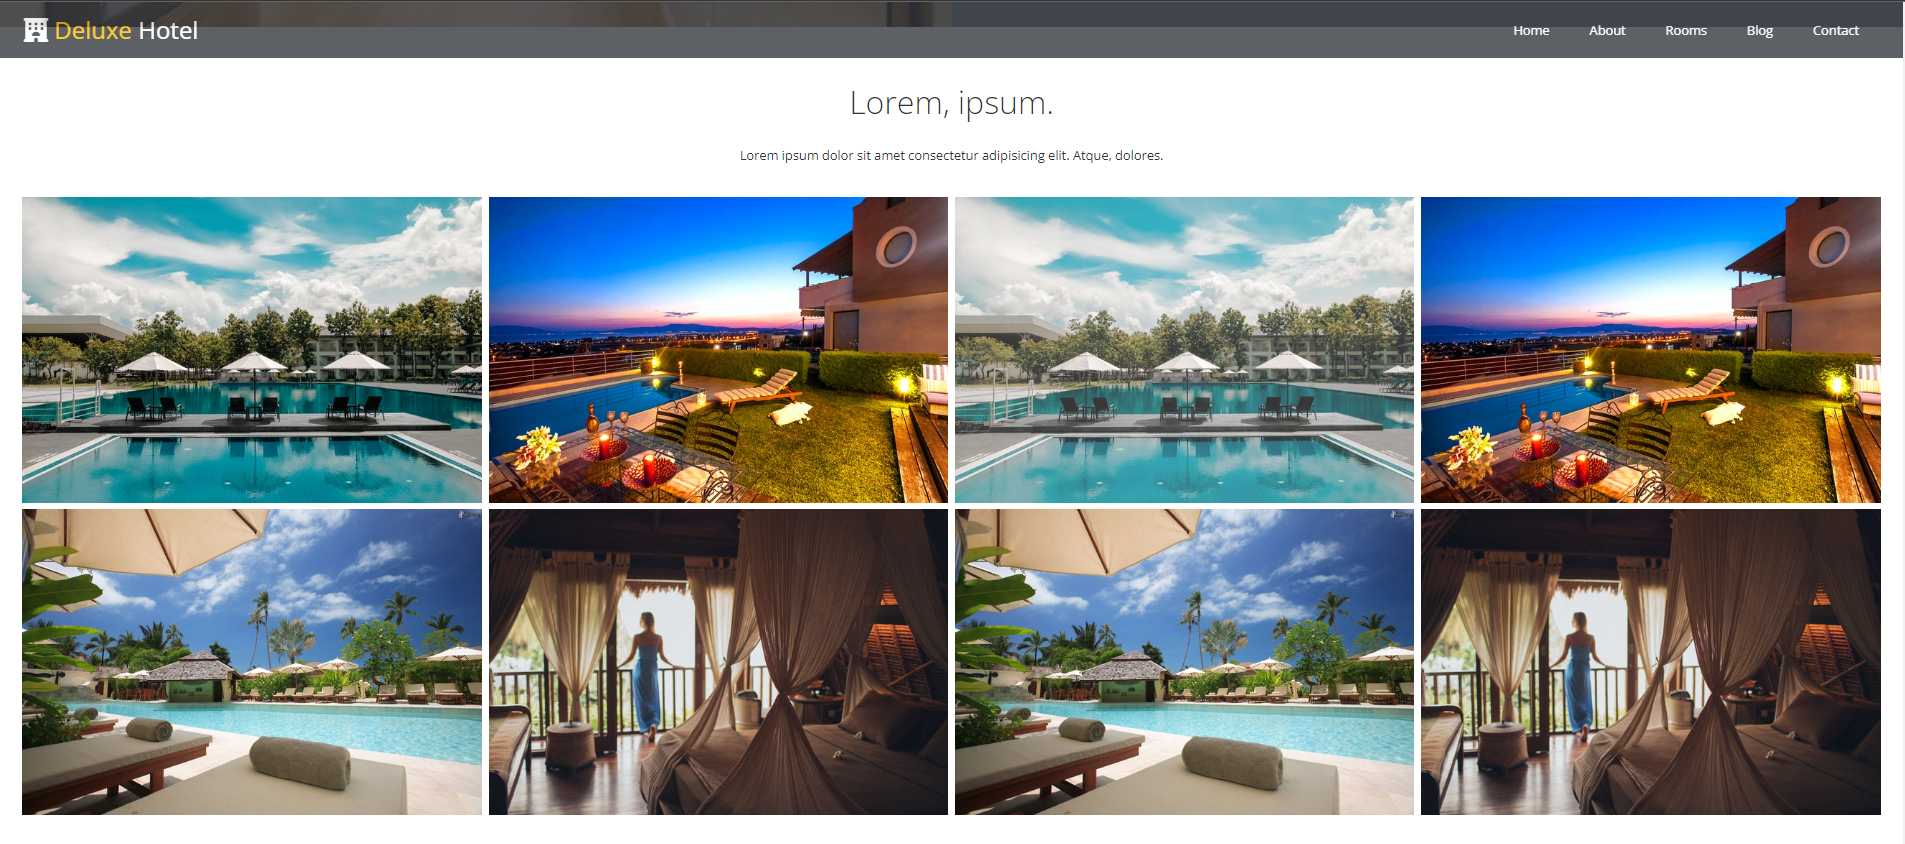 Deluxe Hotel
Home
About
Rooms
Blog
Contact
Lorem, ipsum.
Lorem ipsum dolor sit amet consectetur adipisicing elit. Atque, dolores.